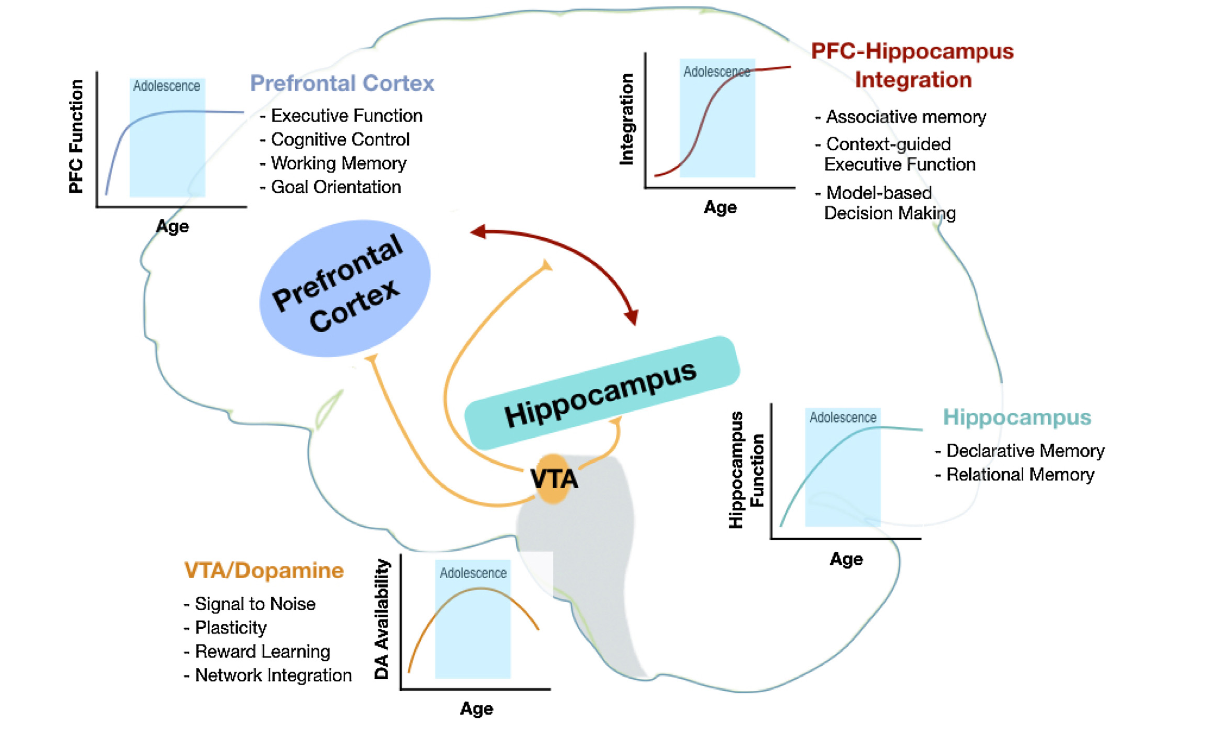 PFC Function
Adolescence
Age
Prefrontal Cortex
- Executive Function
- Cognitive Control
- Working Memory
- Goal Orientation
Integration
Adolescence
Age
PFC-Hippocampus
Integration
- Associative memory
- Context-guided
Executive Function
- Model-based
Decision Making
Prefrontal
Cortex
Hippocampus
VTA
Hippocampus
Function
Adolescence
Age
Hippocampus
- Declarative Memory
- Relational Memory
VTA/Dopamine
- Signal to Noise
- Plasticity
- Reward Learning
- Network Integration
DA Availability
Adolescence
Age